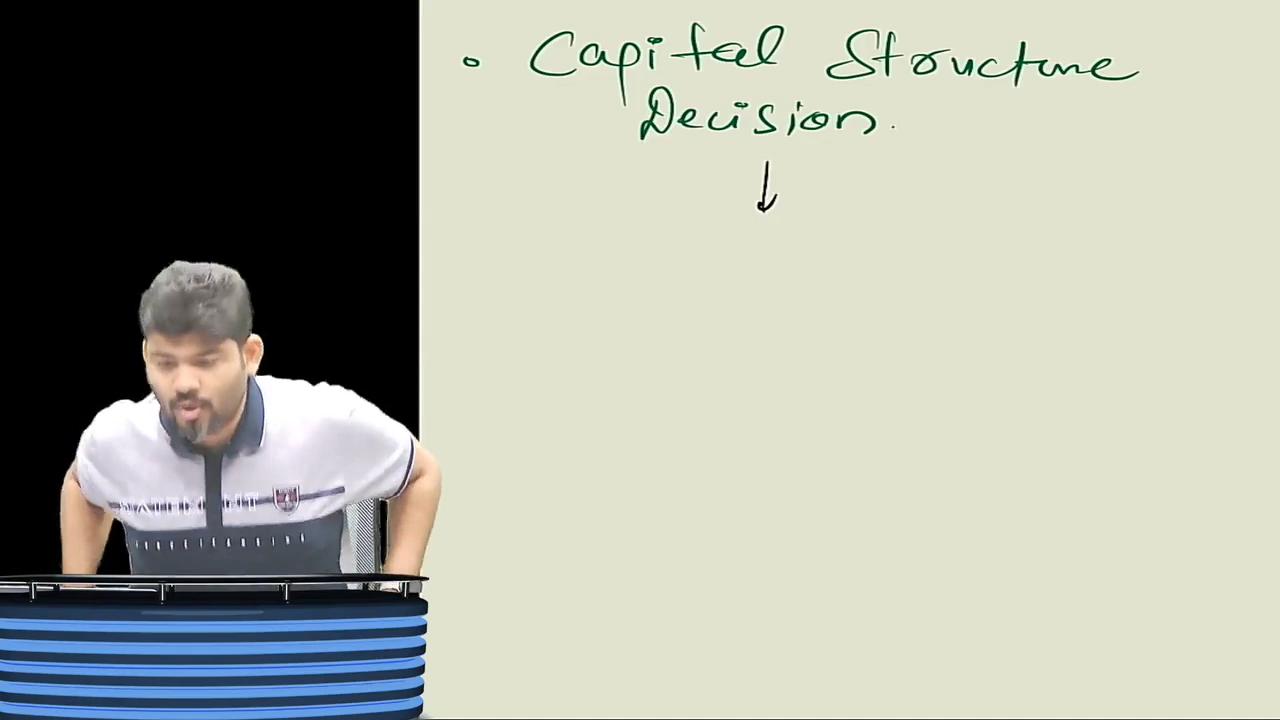 • Capital Structure
Decision.